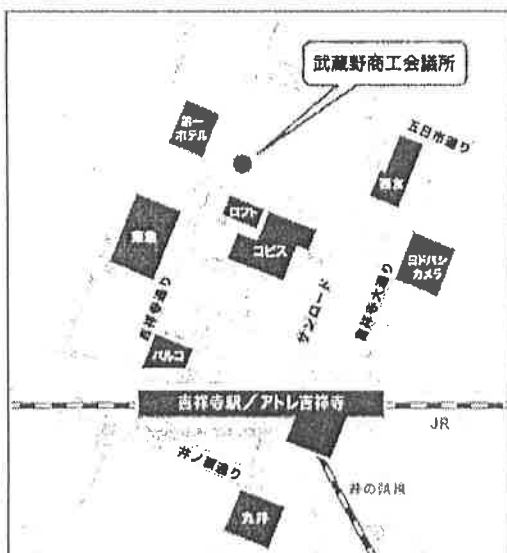 武蔵野商工会議所
第一
ホテル
五日市通り
西友
ロフト
東急
コピス
ヨドバシ
カメラ
サンロード
吉祥寺大通り
吉祥寺通り
パルコ
吉祥寺駅/アトレ吉祥寺
JR
井ノ頭通り
井の頭線
丸井